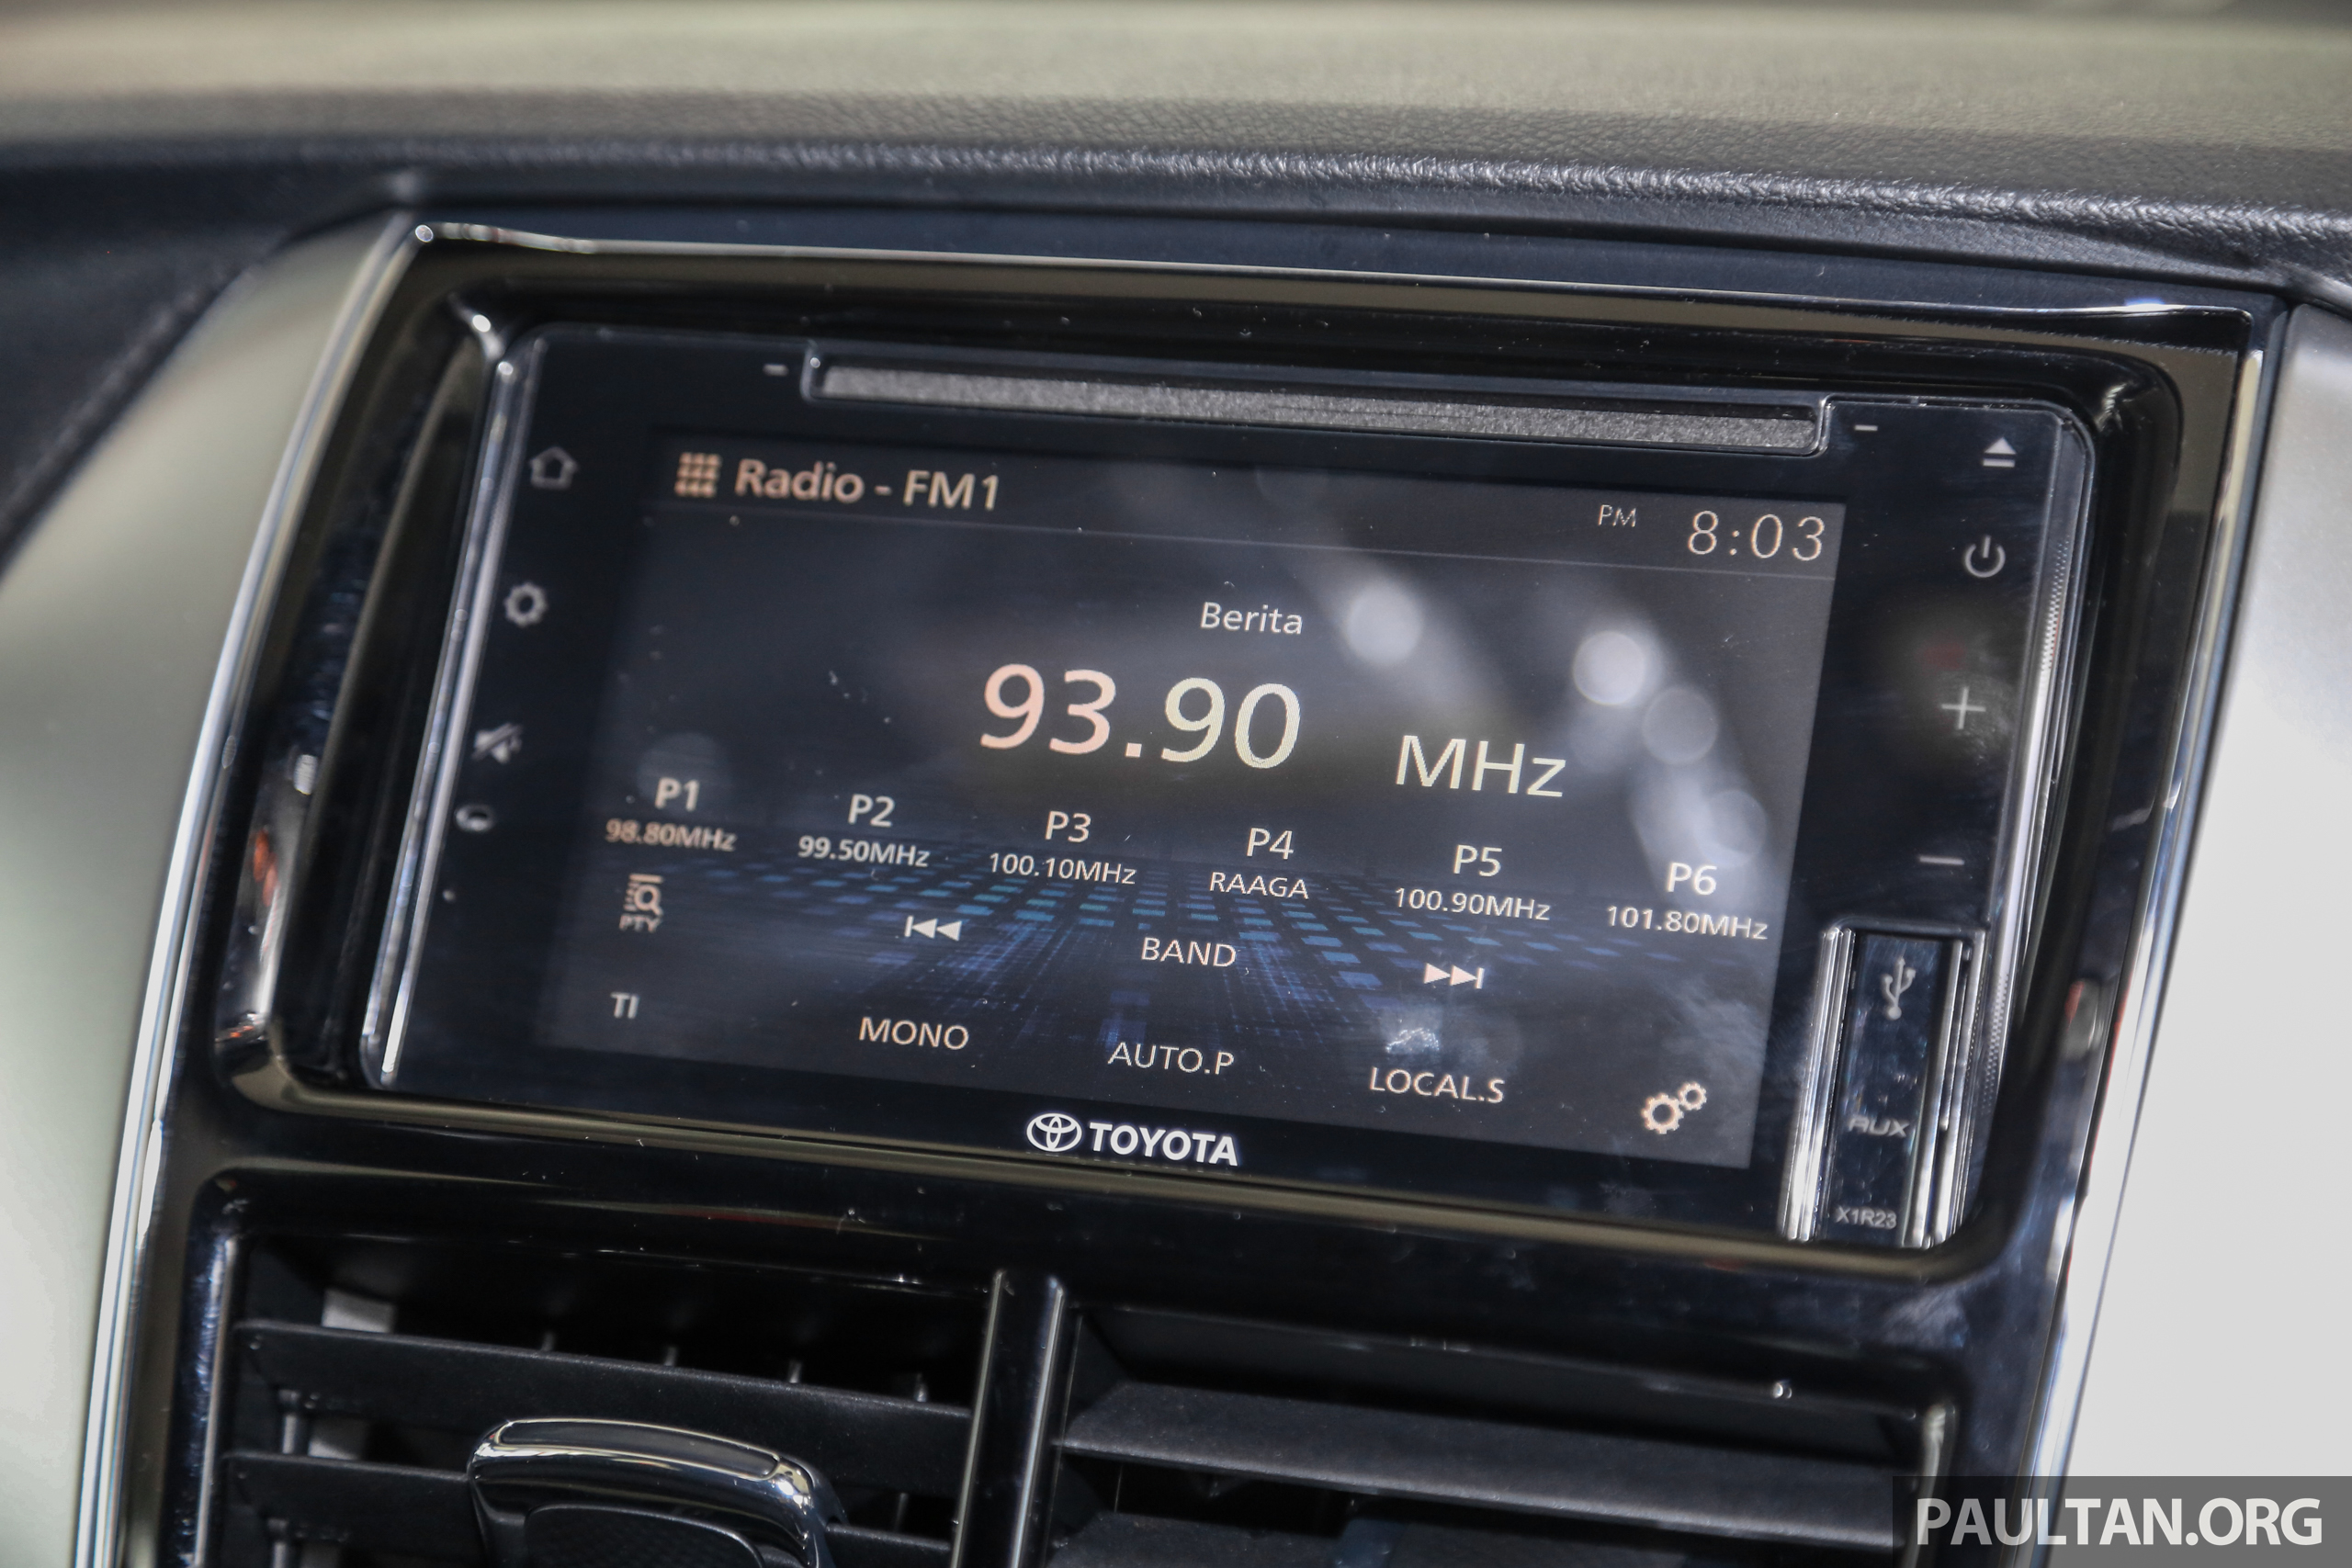 Radio - FM1
PM 8:03
Berita
93.90 MHz
P1 P2 P3 P4 P5 P6
98.80MHz 99.50MHz 100.10MHz RAAGA 100.90MHz 101.80MHz
PTY
BAND
TI
MONO
AUTO.P
LOCAL.S
TOYOTA
AUX
X1R23
PAULTAN.ORG